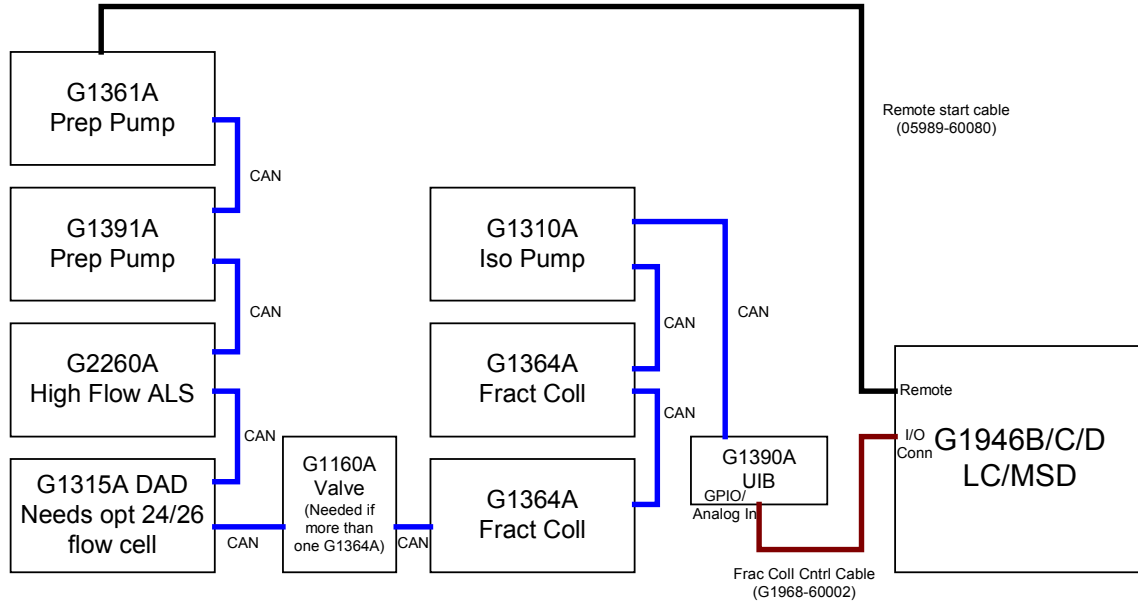 G1361A
Prep Pump
CAN
G1391A
Prep Pump
CAN
G2260A
High Flow ALS
CAN
G1315A DAD
Needs opt 24/26
flow cell
CAN
G1160A
Valve
(Needed if
more than
one G1364A)
CAN
G1310A
Iso Pump
CAN
G1364A
Fract Coll
CAN
G1364A
Fract Coll
CAN
G1390A
UIB
GPIO/
Analog In
Remote start cable
(05989-60080)
Remote
I/O
Conn
G1946B/C/D
LC/MSD
Frac Coll Cntrl Cable
(G1968-60002)